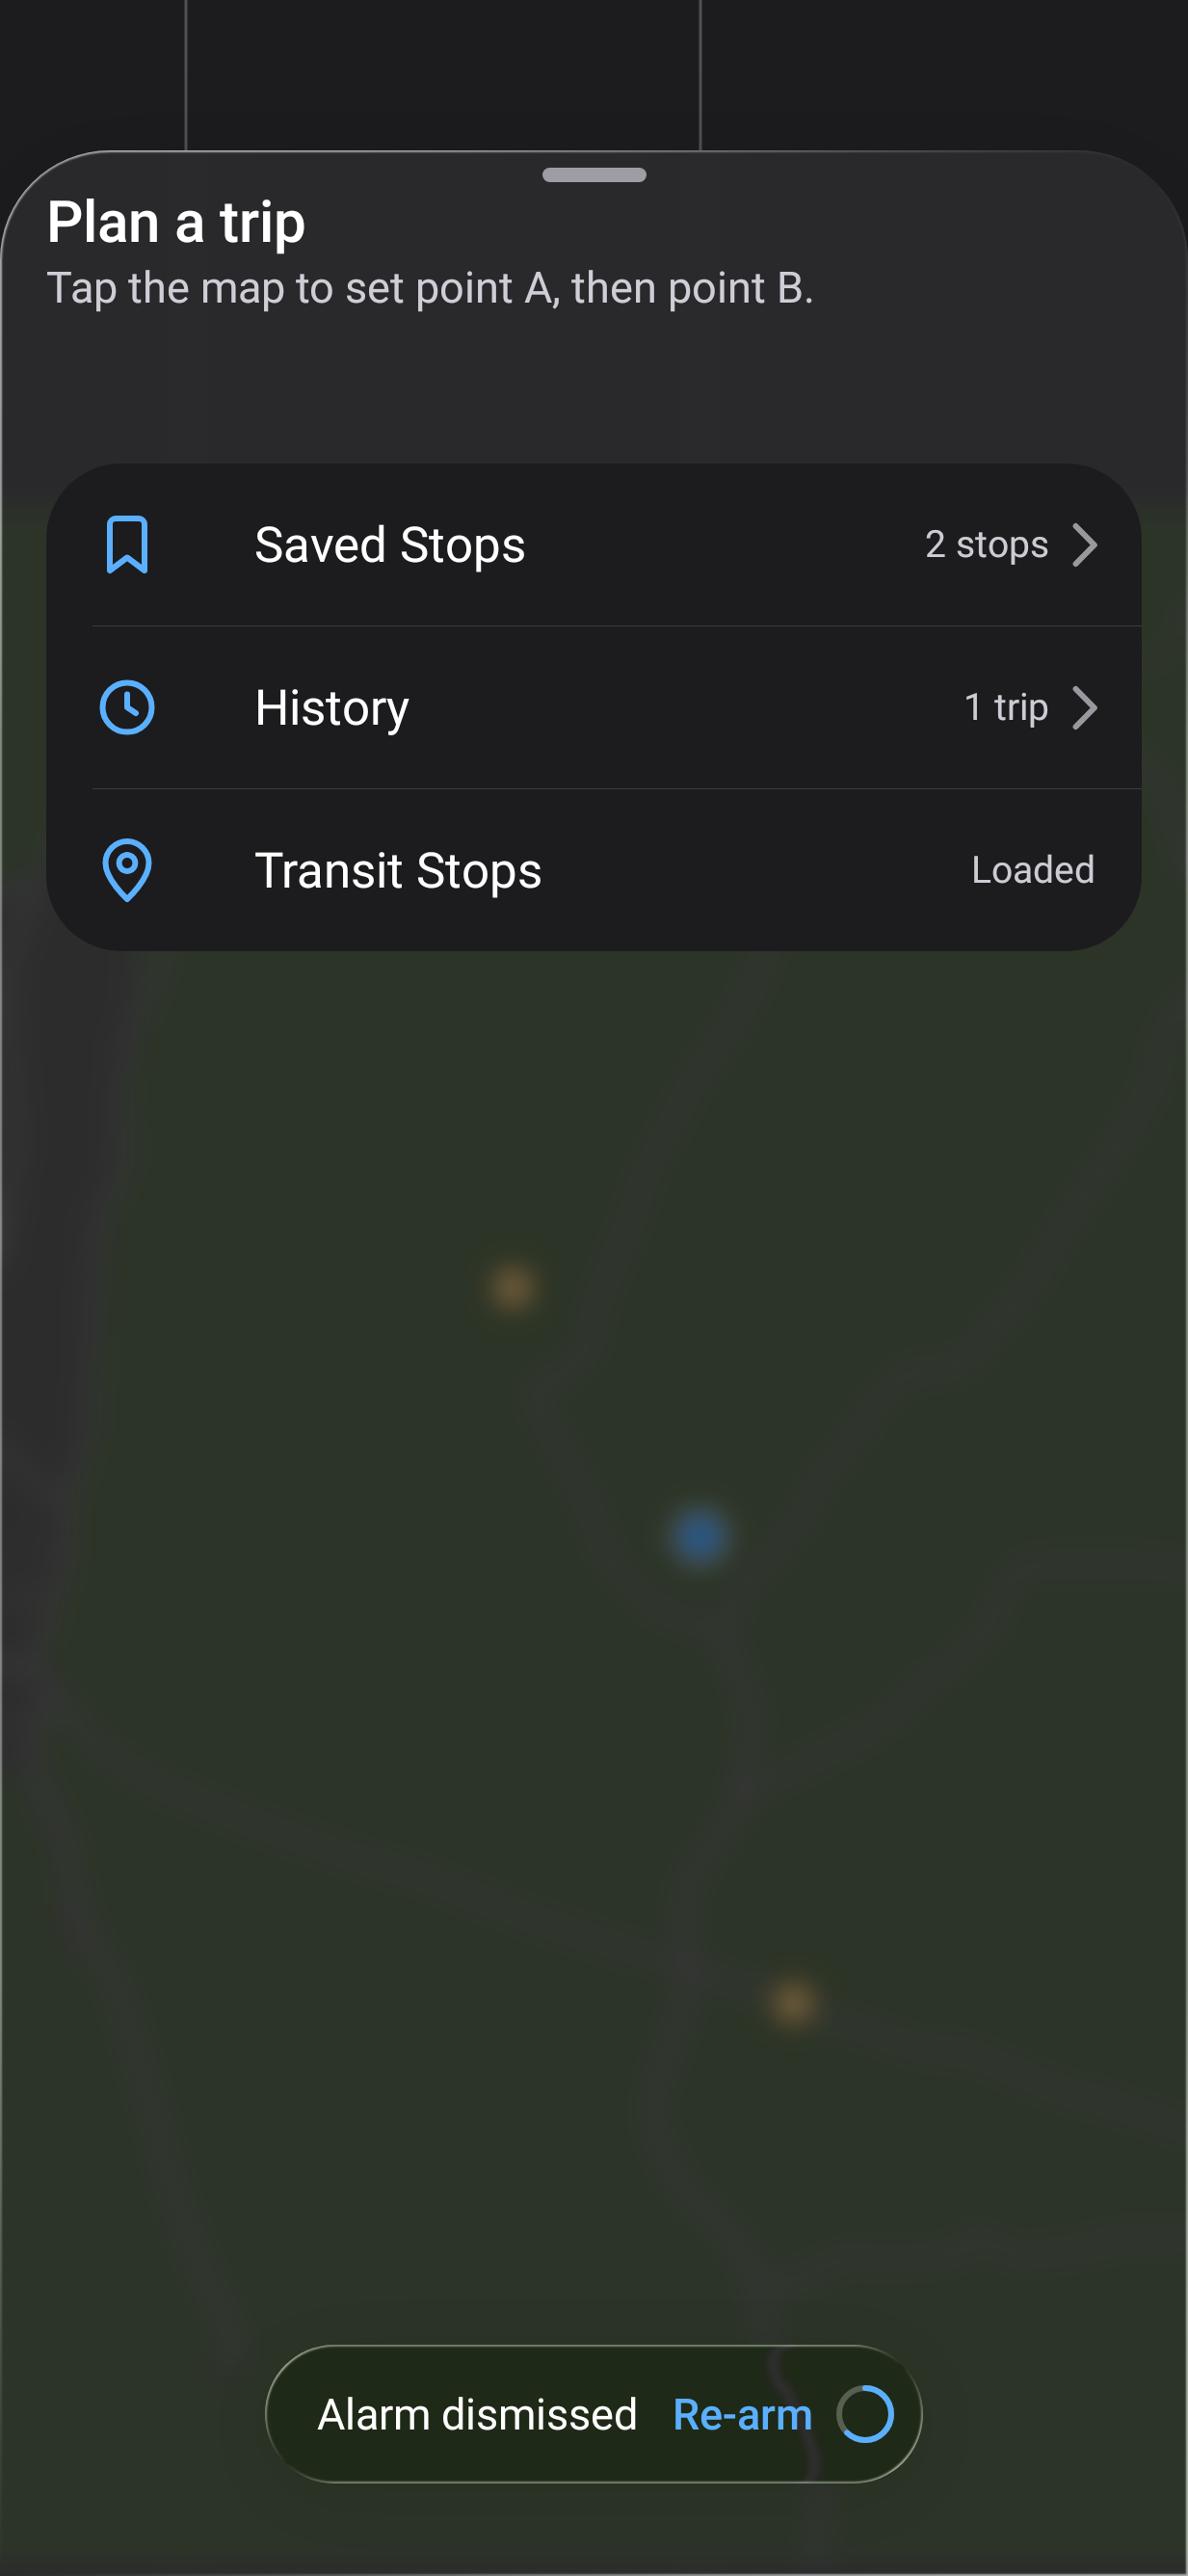 Plan a trip
Tap the map to set point A, then point B.
Saved Stops 2 stops
History 1 trip
Transit Stops Loaded
Alarm dismissed Re-arm